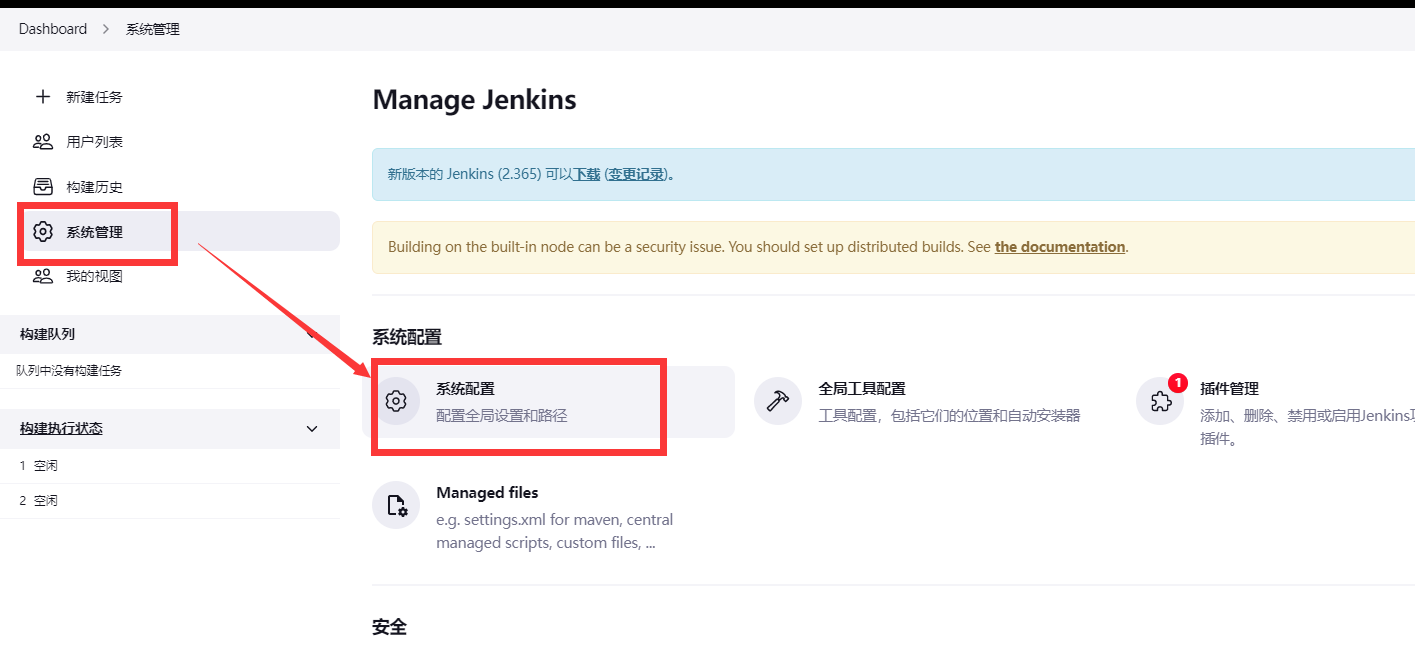 Dashboard > 系统管理
新建任务
用户列表
构建历史
系统管理
我的视图
构建队列
队列中没有构建任务
构建执行状态
1 空闲
2 空闲
Manage Jenkins
新版本的 Jenkins (2.365) 可以下载 (变更记录)。
Building on the built-in node can be a security issue. You should set up distributed builds. See the documentation.
系统配置
系统配置
配置全局设置和路径
全局工具配置
工具配置，包括它们的位置和自动安装器
1
插件管理
添加、删除、禁用或启用Jenkins
插件。
Managed files
e.g. settings.xml for maven, central
managed scripts, custom files, ...
安全